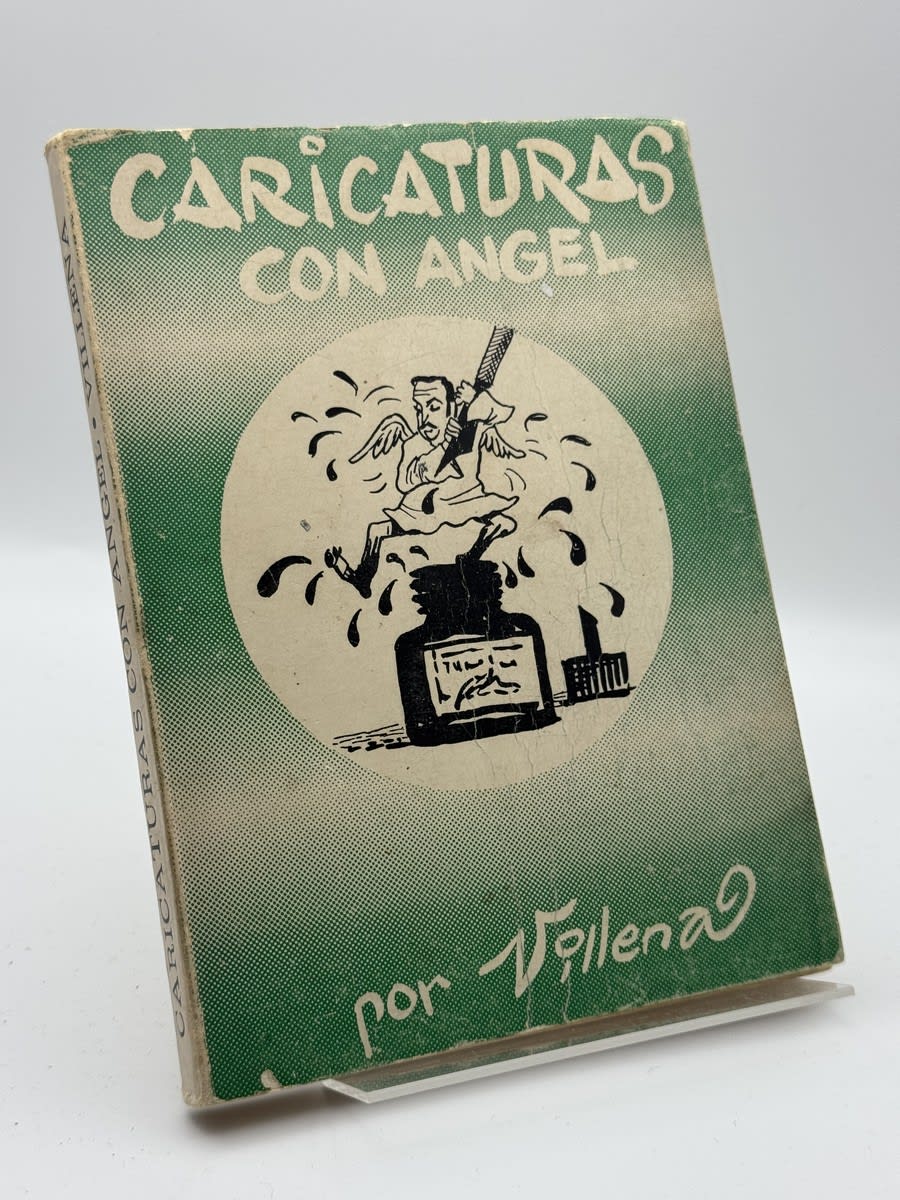 CARICATURAS
CON ANGEL
por Villena
CARICATURAS CON ANGEL · VILLENA